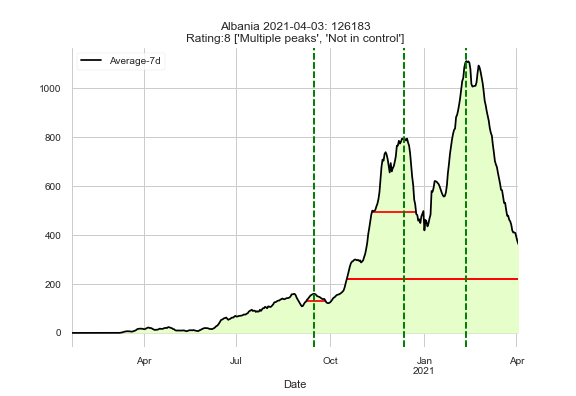 Albania 2021-04-03: 126183
Rating:8 ['Multiple peaks', 'Not in control']
Average-7d
1000
800
600
400
200
0
Apr Jul Oct Jan Apr
2021
Date